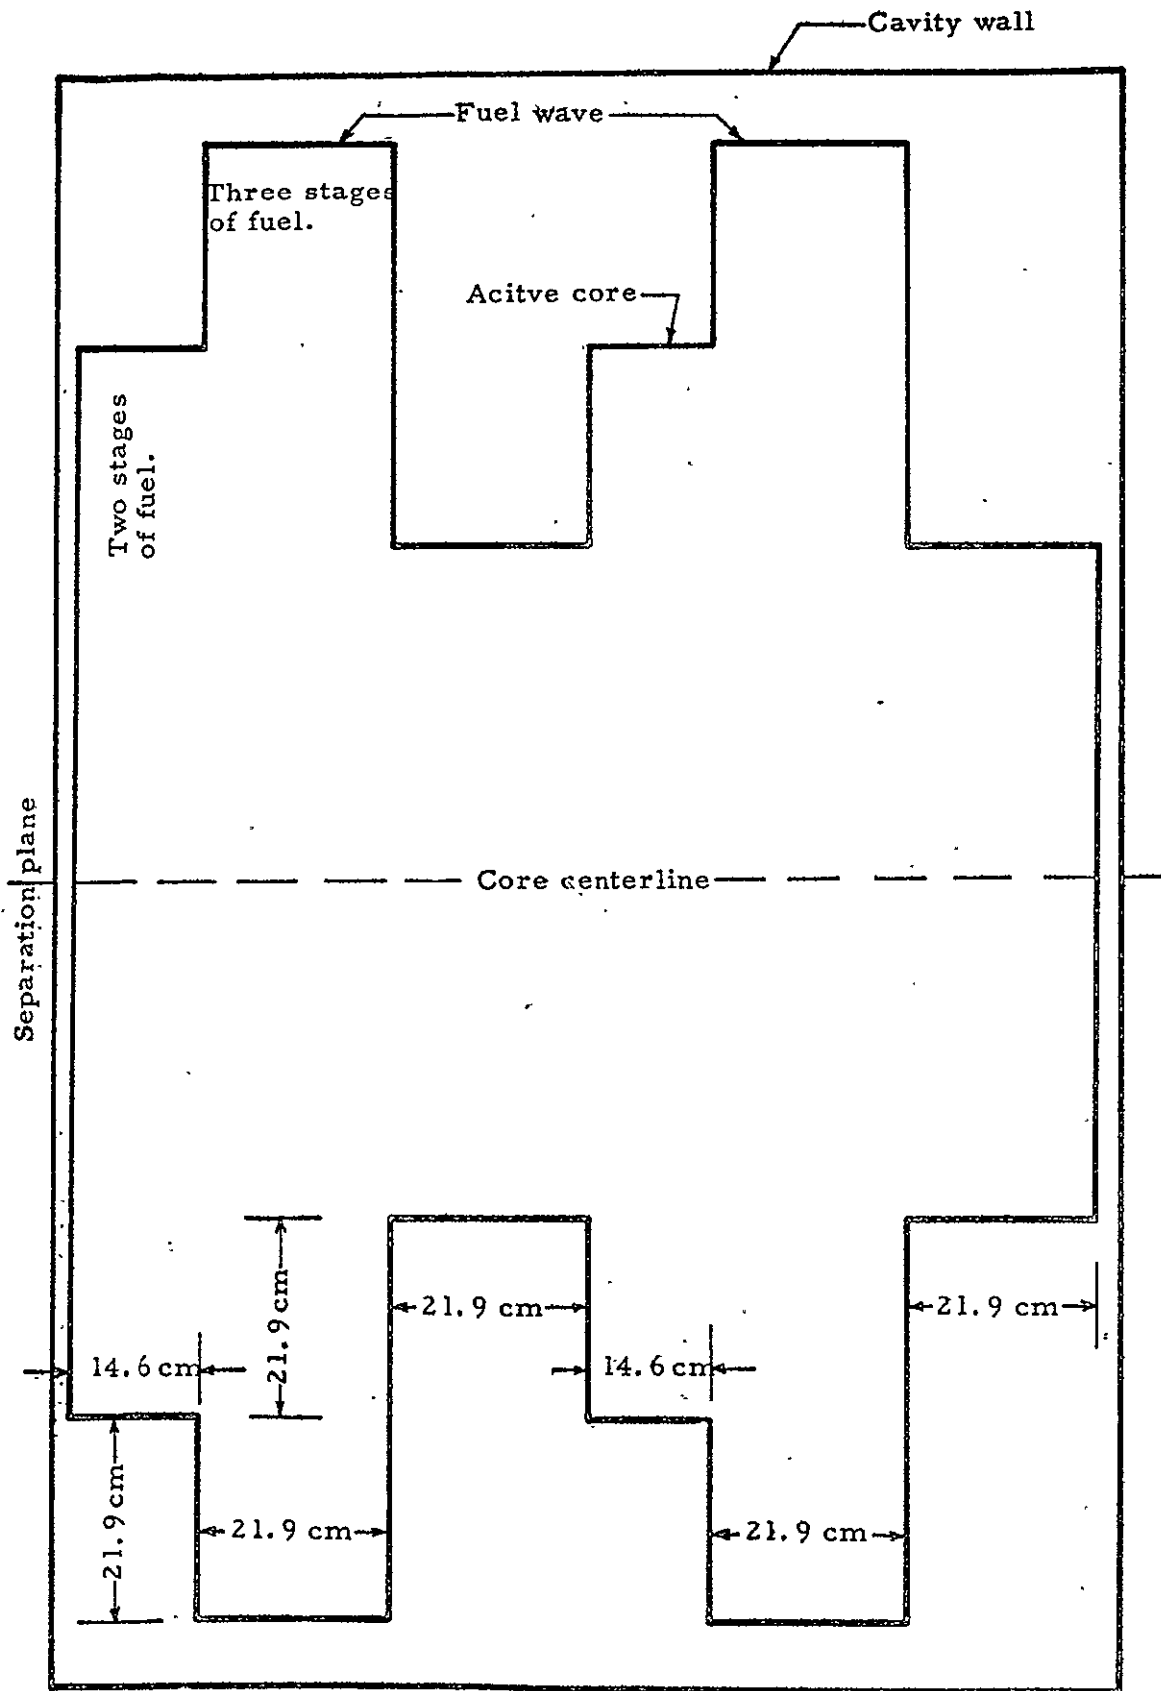 Cavity wall
Fuel wave
Three stages
of fuel.
Acitve core
Two stages
of fuel.
Separation plane
Core centerline
21.9 cm
21.9 cm
21.9 cm
14.6 cm
14.6 cm
21.9 cm
21.9 cm
21.9 cm